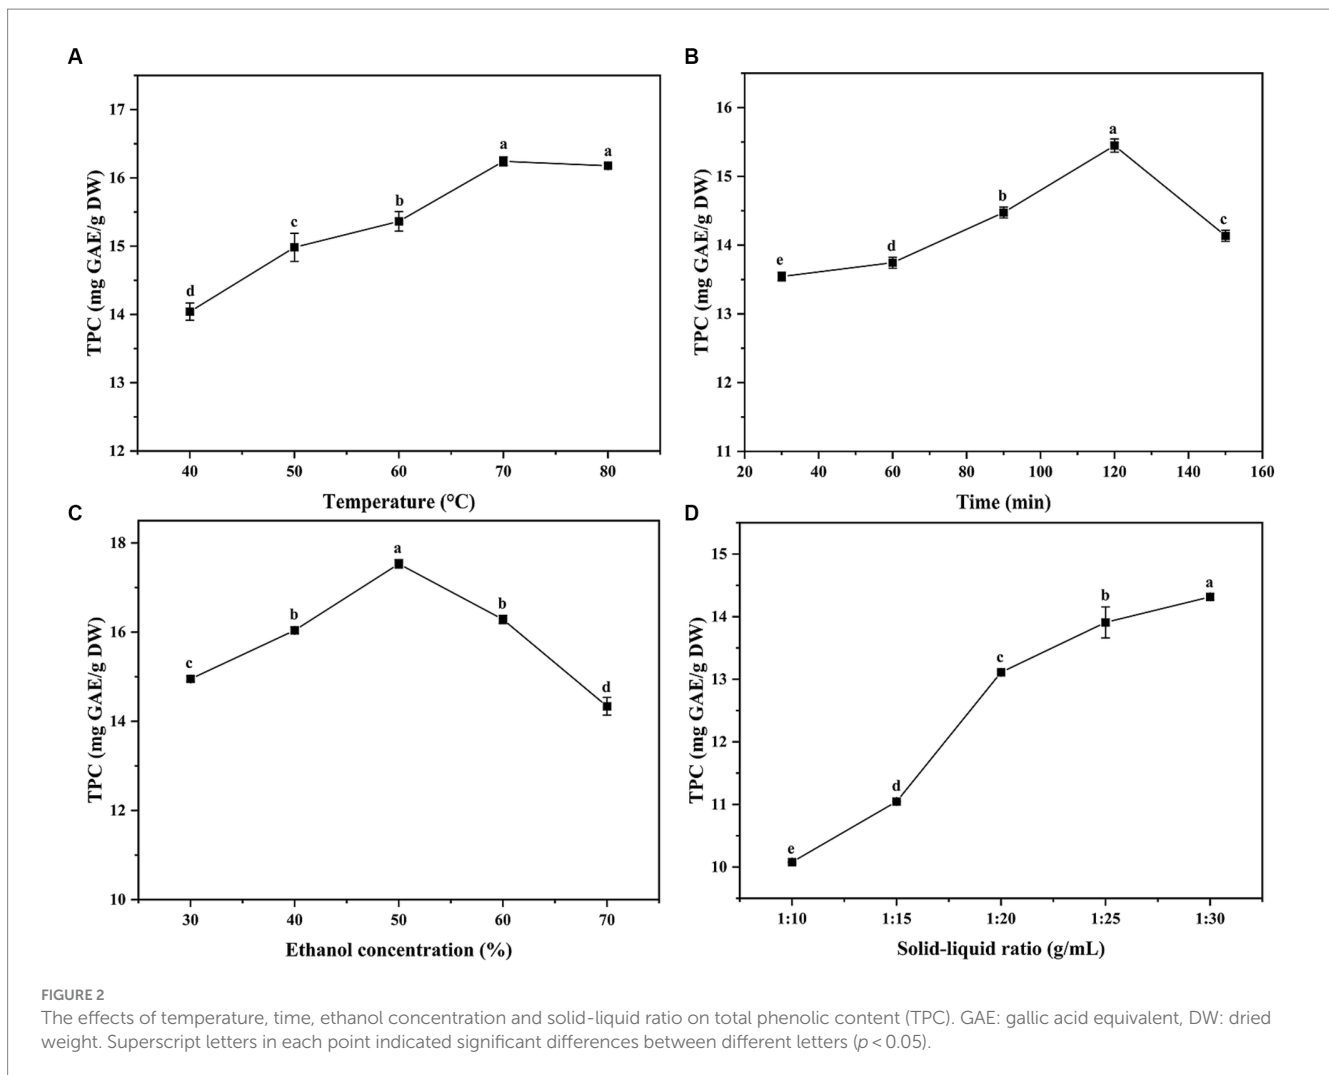 A
17
16
15
14
13
12
TPC (mg GAE/g DW)
d
c
b
a
a
40 50 60 70 80
Temperature (°C)
B
16
15
14
13
12
11
TPC (mg GAE/g DW)
e
d
b
a
c
20 40 60 80 100 120 140 160
Time (min)
C
18
16
14
12
10
TPC (mg GAE/g DW)
c
b
a
b
d
30 40 50 60 70
Ethanol concentration (%)
D
15
14
13
12
11
10
TPC (mg GAE/g DW)
e
d
c
b
a
1:10 1:15 1:20 1:25 1:30
Solid-liquid ratio (g/mL)
FIGURE 2
The effects of temperature, time, ethanol concentration and solid-liquid ratio on total phenolic content (TPC). GAE: gallic acid equivalent, DW: dried
weight. Superscript letters in each point indicated significant differences between different letters (p < 0.05).